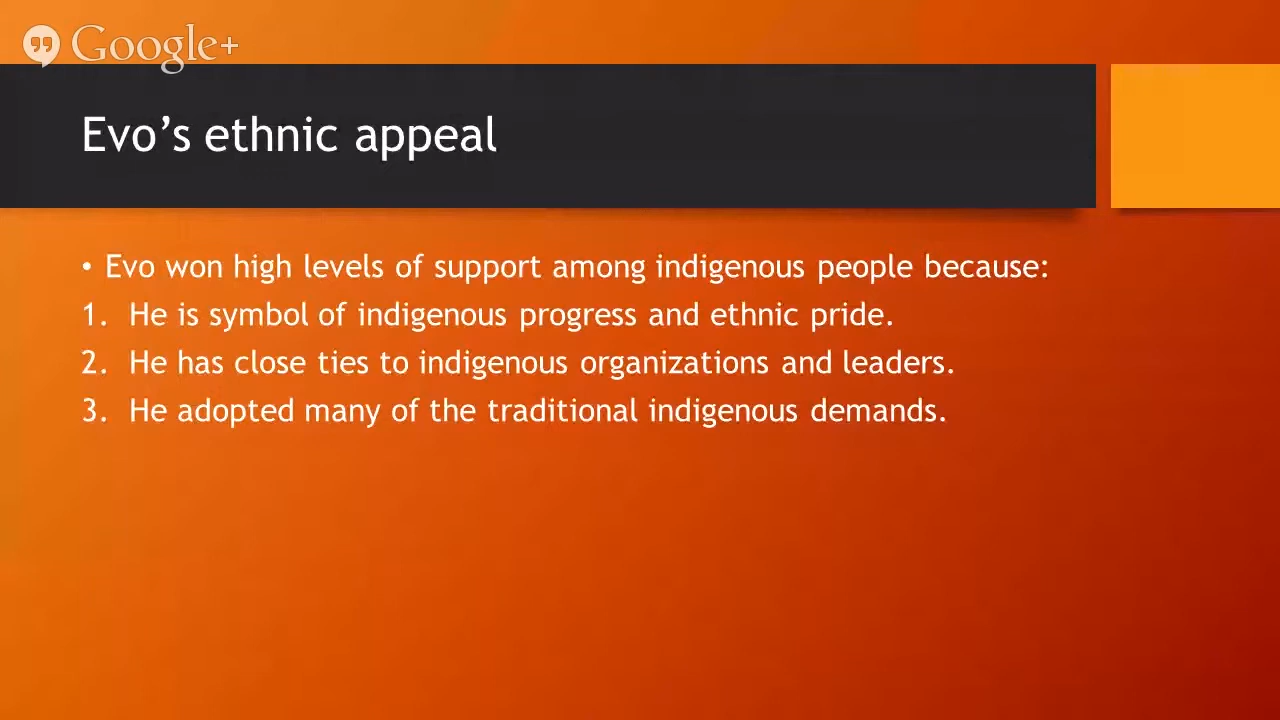 Google+
Evo’s ethnic appeal
• Evo won high levels of support among indigenous people because:
1. He is symbol of indigenous progress and ethnic pride.
2. He has close ties to indigenous organizations and leaders.
3. He adopted many of the traditional indigenous demands.